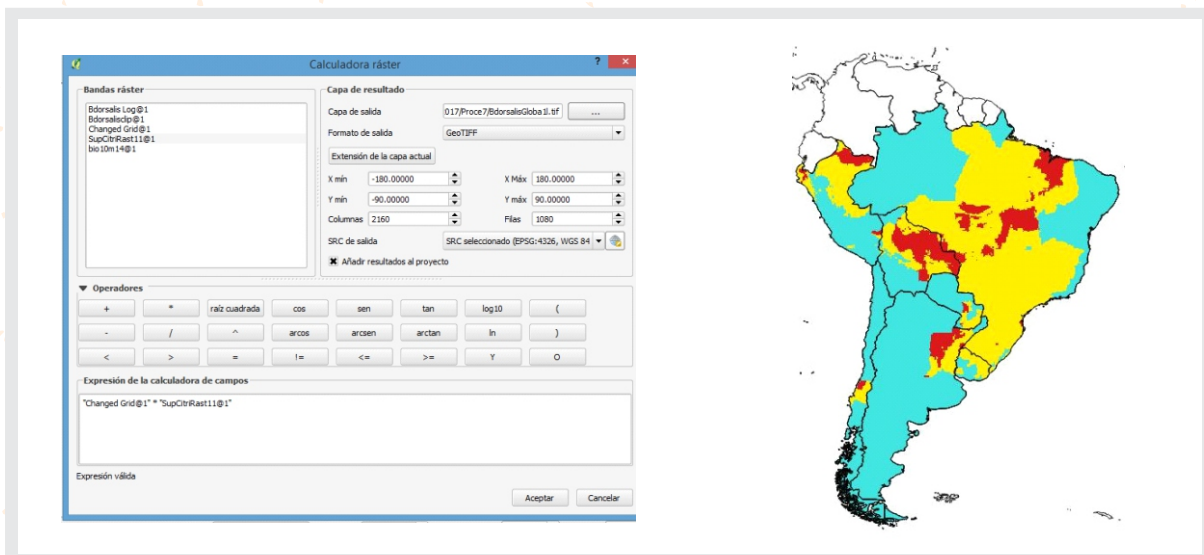 Calculadora ráster
?
×
Bandas ráster
Bdorsalis Log@1
Bdorsalisclip@1
Changed Grid@1
SupCitriRast11@1
bio10m14@1
Capa de resultado
Capa de salida
017/Proce7/BdorsalisGloba1l.tif
...
Formato de salida
GeoTIFF
Extensión de la capa actual
X mín
-180.00000
X Máx
180.00000
Y mín
-90.00000
Y máx
90.00000
Columnas
2160
Filas
1080
SRC de salida
SRC seleccionado (EPSG:4326, WGS 84
Añadir resultados al proyecto
Operadores
+ * raíz cuadrada cos sen tan log10 (
- / ^ arcos arcsen arctan ln )
< > = != <= >= Y O
Expresión de la calculadora de campos
"Changed Grid@1" * "SupCitriRast11@1"
Expresión válida
Aceptar
Cancelar